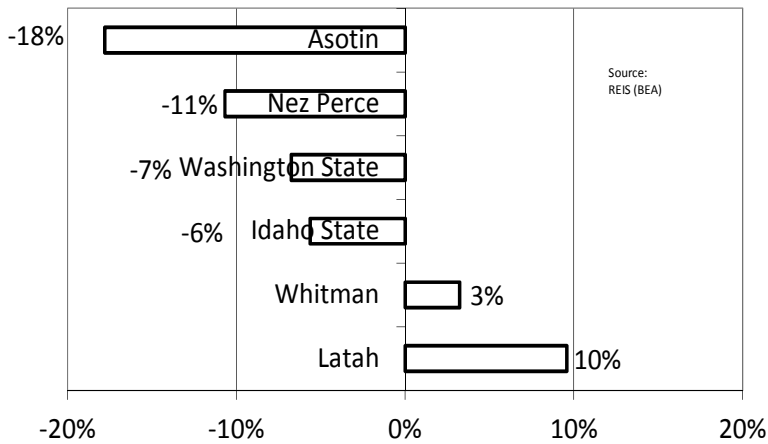 -18% Asotin
Source:
REIS (BEA)
-11% Nez Perce
-7% Washington State
-6% Idaho State
Whitman 3%
Latah 10%
-20% -10% 0% 10% 20%